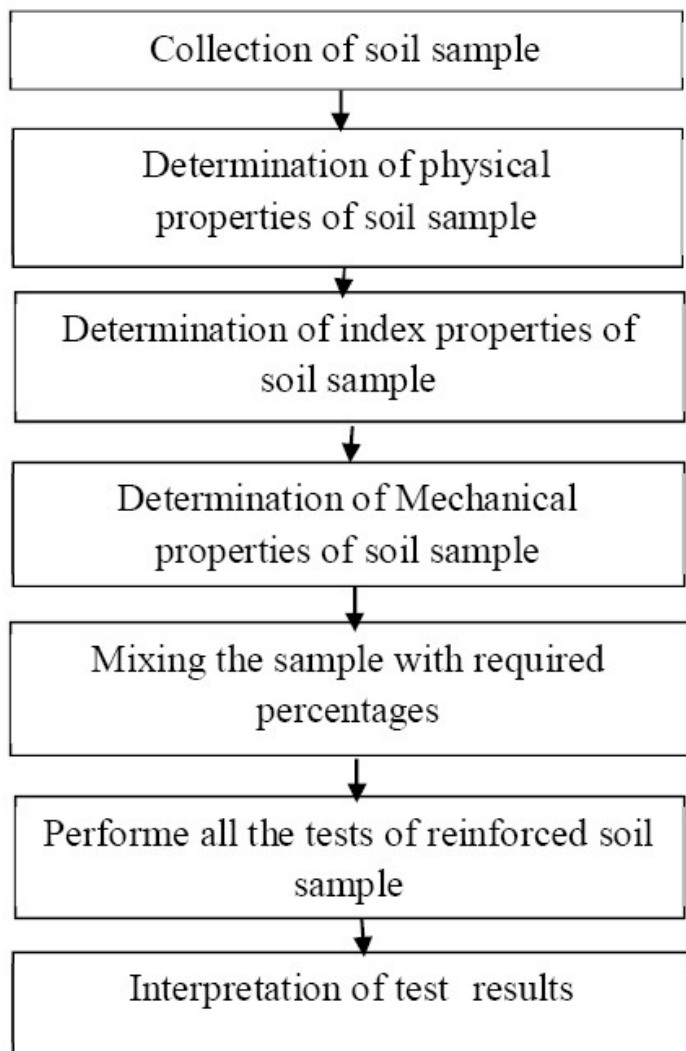 Collection of soil sample
Determination of physical
properties of soil sample
Determination of index properties of
soil sample
Determination of Mechanical
properties of soil sample
Mixing the sample with required
percentages
Performe all the tests of reinforced soil
sample
Interpretation of test results